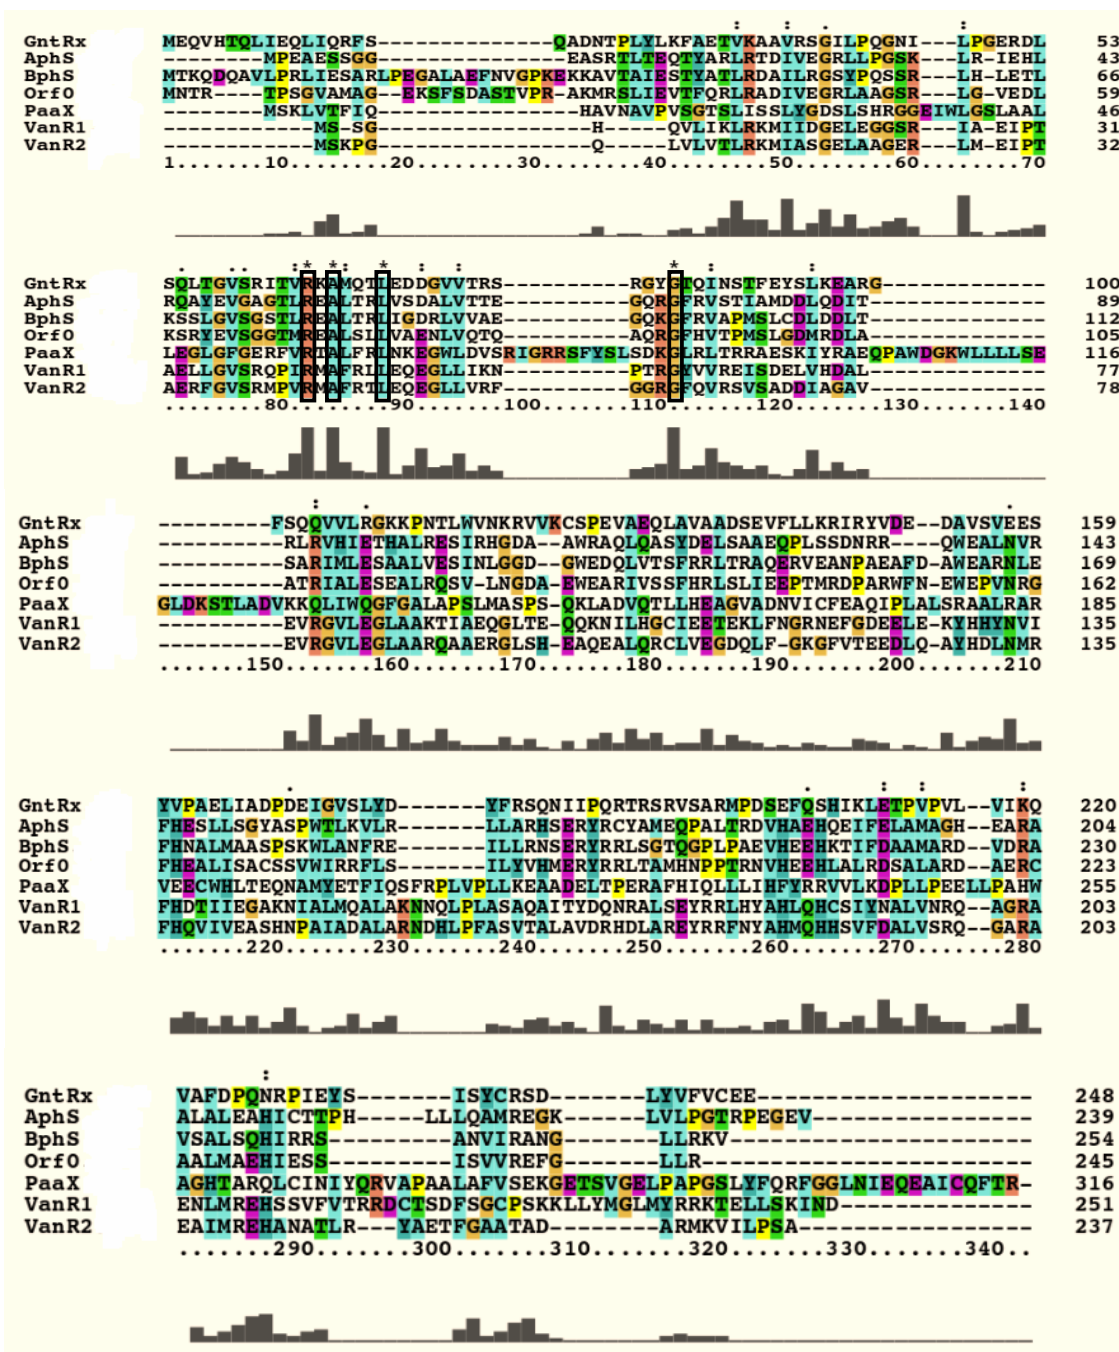 GntRx MEQVHTQLIEQLIQRFS--------------QADNTPLYLKFAETVKAAVRSGILPQGNI---LPGERDL 53
AphS --------MPEAESSGG---------------EASRTLTEQTYARLRTDIVEGRLLPGSK---LR-IEHL 43
BphS MTKQDQAVLPRLIESARLPEGALAEFNVGPKEKKAVTAIESTYATLRDAILRGSYPQSSR---LH-LETL 66
Orf0 MNTR----TPSGVAMAG--EKSFSDASTVPR-AKMRSLIEVTFQRLRADIVEGRLAAGSR---LG-VEDL 59
PaaX --------MSKLVTFIQ----------------HAVNAVPVSGTSLISSLYGDSLSHRGGEIWLGSLAAL 46
VanR1 ------------MS-SG-----------------H-----QVLIKLRKMIIDGELEGGSR---IA-EIPT 31
VanR2 ------------MSKPG-----------------Q-----LVLVTLRKMIASGELAAGER---LM-EIPT 32
1.......10........20........30........40........50........60........70
GntRx SQLTGVSRITVRKAMQTLEDDGVVTRS----------RGYGTQINSTFEYSLKEARG------------- 100
AphS RQAYEVGAGTLREALTRLVSDALVTTE----------GQRGFRVSTIAMDDLQDIT-------------- 89
BphS KSSLGVSGSTLREALTRLIGDRLVVAE----------GQKGFRVAPMSLCDLDDLT-------------- 112
Orf0 KSRYEVSGGTMREALSILVAENLVQTQ----------AQRGFHVTPMSLGDMRDLA-------------- 105
PaaX LEGLGFGERFVRTALFRLNKEGWLDVSRIGRRSFYSLSDKGLRLTRRAESKIYRAEQPAWDGKWLLLLSE 116
VanR1 AELLGVSRQPIRMAFRLLEQEGLLIKN----------PTRGYVVREISDELVHDAL-------------- 77
VanR2 AERFGVSRMPVRMAFRTLEQEGLLVRF----------GGRGFQVRSVSADDIAGAV-------------- 78
........80........90.......100.......110.......120.......130.......140
GntRx ---------FSQQVVLRGKKPNTLWVNKRVVKCSPEVAEQLAVAADSEVFLLKRIRYVDE--DAVSVEES 159
AphS ----------RLRVHIETHALRESIRHGDA--AWRAQLQASYDELSAAEQPLSSDNRR----QWEALNVR 143
BphS ----------SARIMLESAALVESINLGGD--GWEDQLVTSFRRLTRAQERVEANPAEAFD-AWEARNLE 169
Orf0 ----------ATRIALESEALRQSV-LNGDA-EWEARIVSSFHRLSLIEEPTMRDPARWFN-EWEPVNRG 162
PaaX GLDKSTLADVKKQLIWQGFGALAPSLMASPS-QKLADVQTLLHEAGVADNVICFEAQIPLALSRAALRAR 185
VanR1 ----------EVRGVLEGLAAKTIAEQGLTE-QQKNILHGCIEETEKLFNGRNEFGDEELE-KYHHYNVI 135
VanR2 ----------EVRGVLEGLAARQAAERGLSH-EAQEALQRCLVEGDQLF-GKGFVTEEDLQ-AYHDLNMR 135
.......150.......160.......170.......180.......190.......200.......210
GntRx YVPAELIADPDEIGVSLYD-------YFRSQNIIPQRTRSRVSARMPDSEFQSHIKLETPVPVL--VIKQ 220
AphS FHESLLSGYASPWTLKVLR-------LLARHSERYRCYAMEQPALTRDVHAEHQEIFELAMAGH--EARA 204
BphS FHNALMAASPSKWLANFRE-------ILLRNSERYRRLSGTQGPLPAEVHEEHKTIFDAAMARD--VDRA 230
Orf0 FHEALISACSSVWIRRFLS-------ILYVHMERYRRLTAMHNPPTRNVHEEHLALRDSALARD--AERC 223
PaaX VEECWHLTEQNAMYETFIQSFRPLVPLLKEAADELTPERAFHIQLLLIHFYRRVVLKDPLLPEELLPAHW 255
VanR1 FHDTIIEGAKNIALMQALAKNNQLPLASAQAITYDQNRALSEYRRLHYAHLQHCSIYNALVNRQ--AGRA 203
VanR2 FHQVIVEASHNPAIADALARNDHLPFASVTALAVDRHDLAREYRRFNYAHMQHHSVFDALVSRQ--GARA 203
.......220.......230.......240.......250.......260.......270.......280
GntRx VAFDPQNRPIEYS-------ISYCRSD-------LYVFVCEE-------------------- 248
AphS ALALEAHICTTPH-----LLLQAMREGK-------LVLPGTRPEGEV---------------- 239
BphS VSALSQHIRRS---------ANVIRANG-------LLRKV---------------------- 254
Orf0 AALMAEHIESS---------ISVVREFG-------LLR------------------------ 245
PaaX AGHTARQLCINIYQRVAPAALAFVSEKGETSVGELPAPGSLYFQRFGGLNIEQEAICQFTR- 316
VanR1 ENLMREHSSVFVTRRDCTSDFSGCPSKKLLYMGLMYRRKTELLSKIND-------------- 251
VanR2 EAIMREHANATLR---YAETFGAATAD--------ARMKVILPSA----------------- 237
.......290.......300.......310.......320.......330.......340..